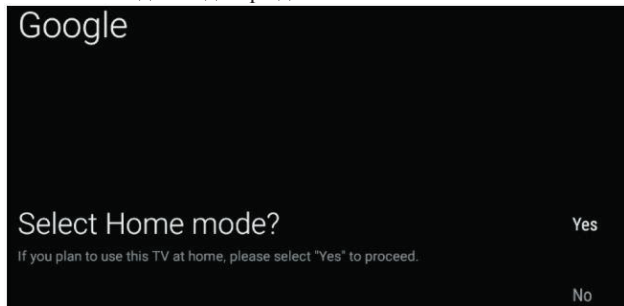 Google
Select Home mode?
Yes
If you plan to use this TV at home, please select "Yes" to proceed.
No